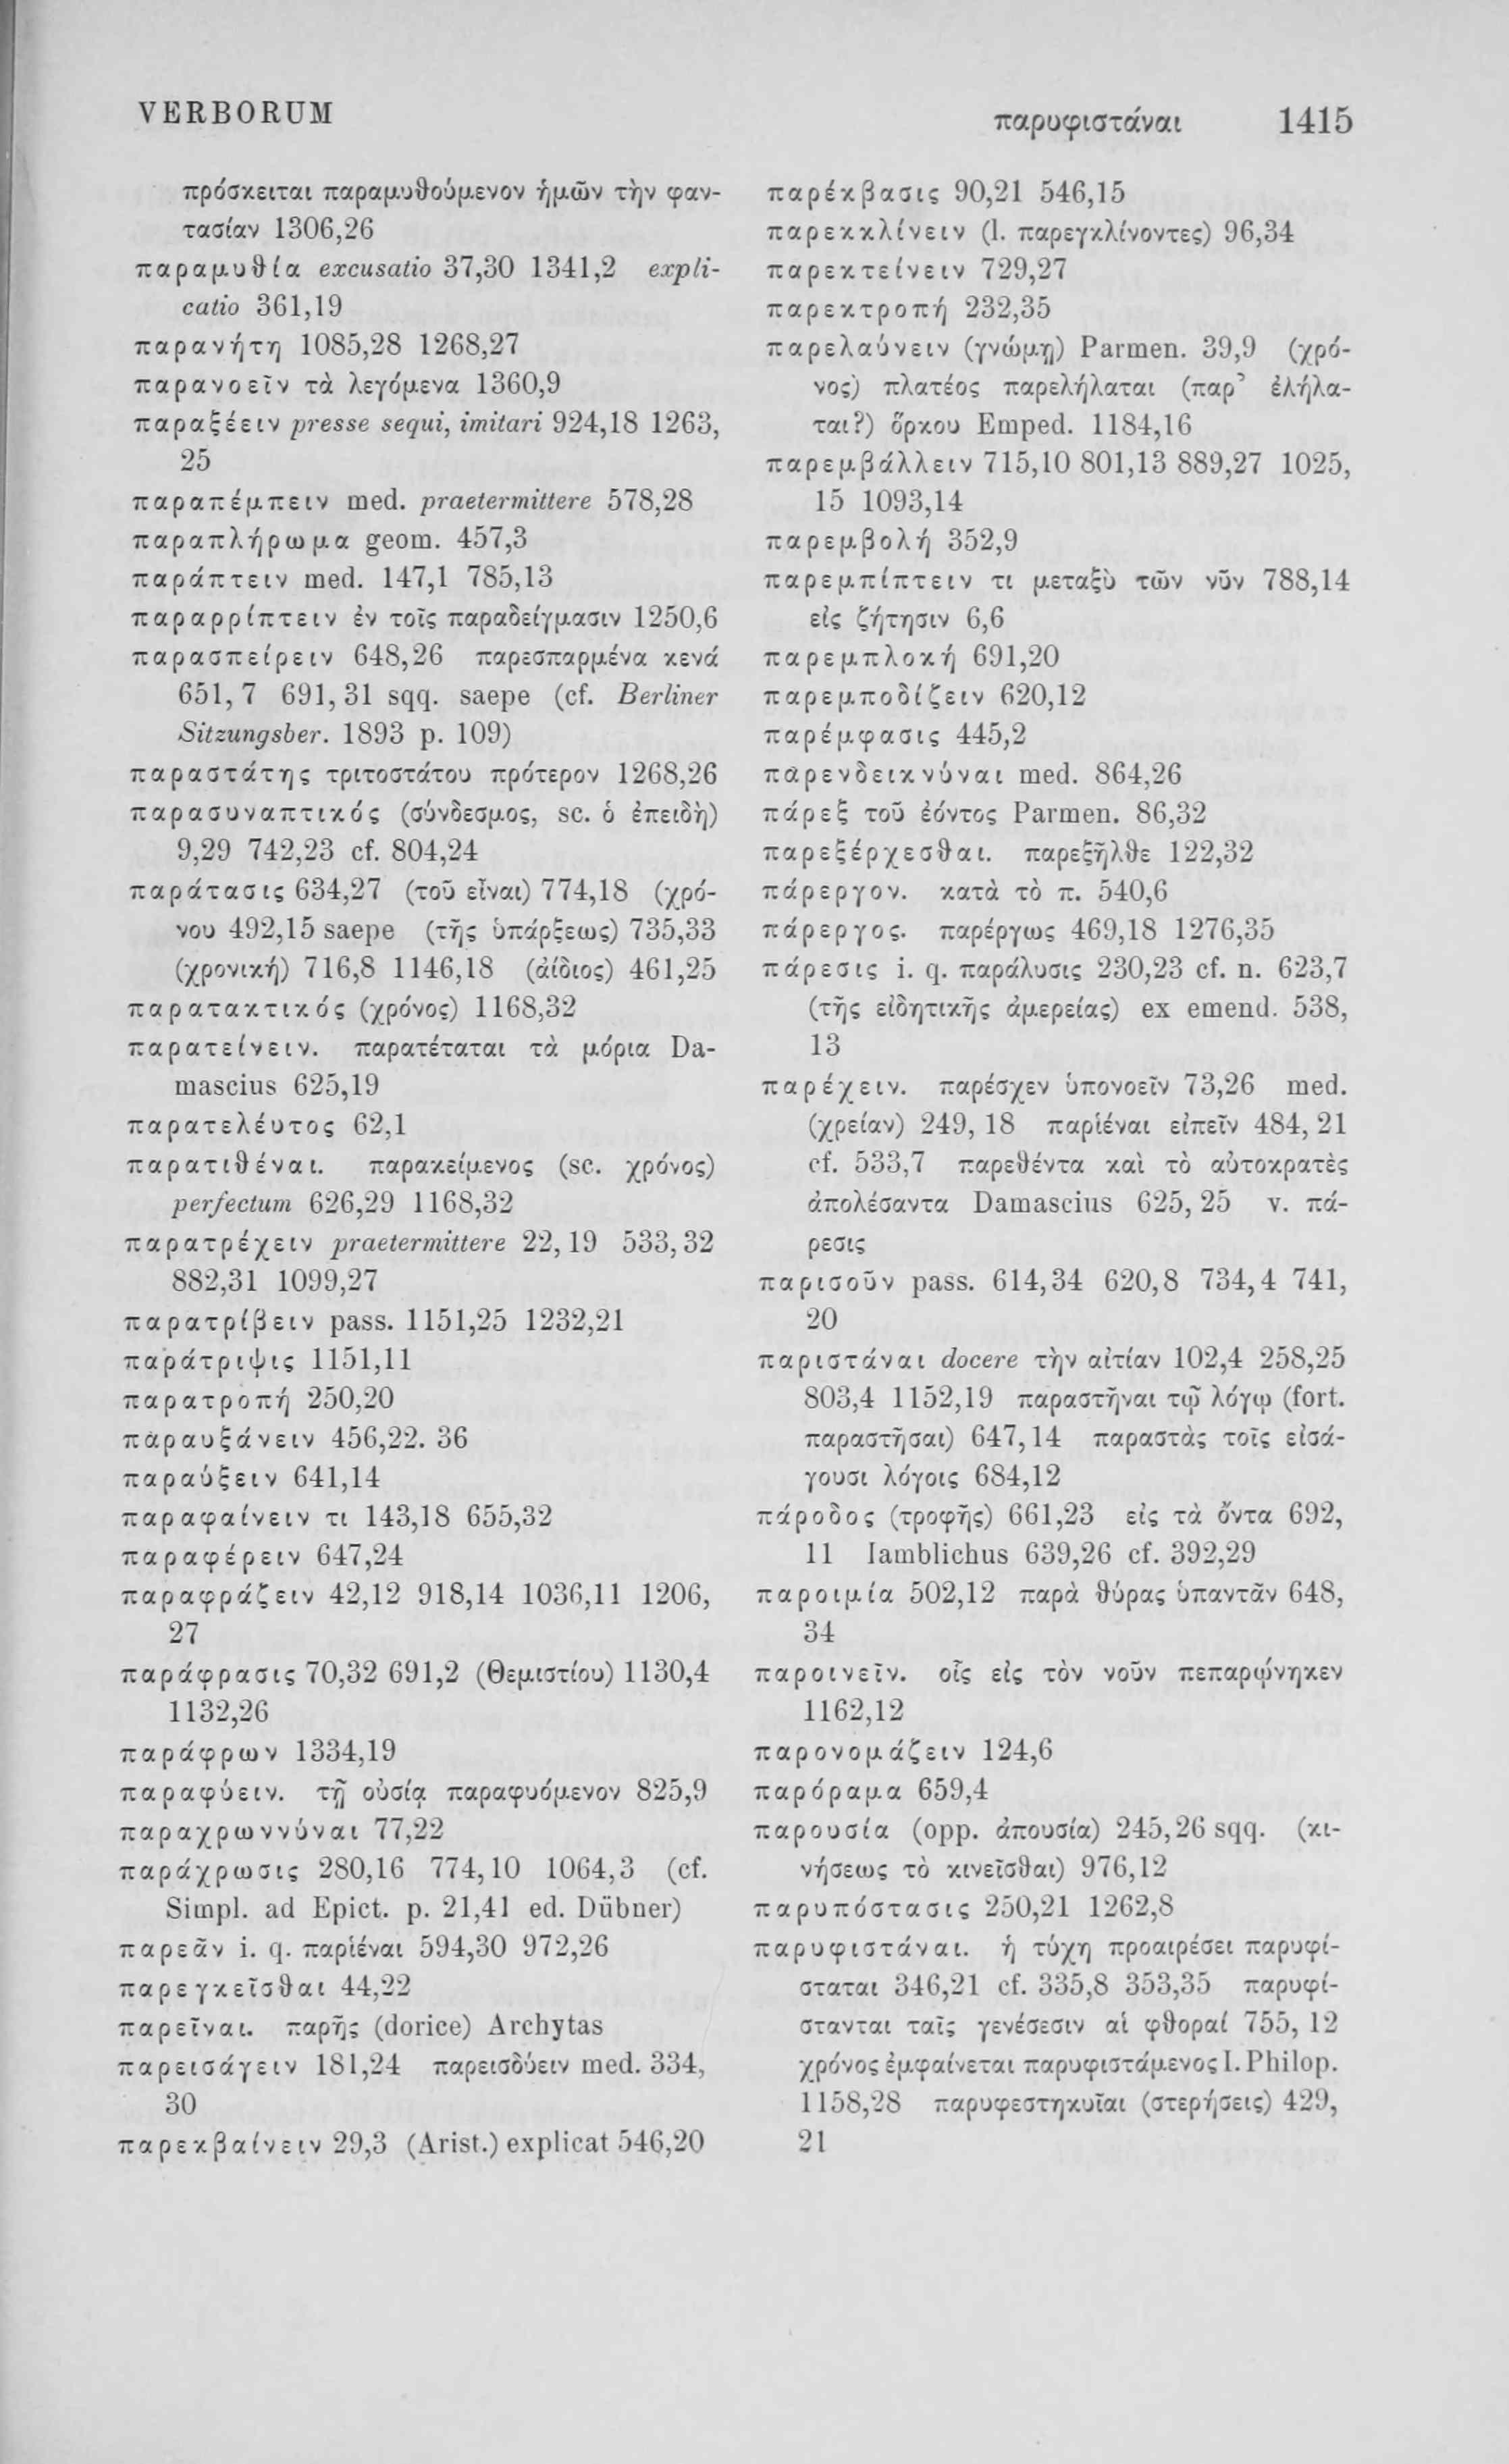 VERBORUM παρυφιστάναι 1415
πρόσκειται παραμυθούμενον ἡμῶν τὴν φαν-
τασίαν 1306,26
παραμυθία excusatio 37,30 1341,2 expli-
catio 361,19
παρανήτη 1085,28 1268,27
παρανοεῖν τὰ λεγόμενα 1360,9
παραξέειν presse sequi, imitari 924,18 1263,
25
παραπέμπειν med. praetermittere 578,28
παραπλήρωμα geom. 457,3
παράπτειν med. 147,1 785,13
παραρρίπτειν ἐν τοῖς παραδείγμασιν 1250,6
παρασπείρειν 648,26 παρεσπαρμένα κενά
651,7 691,31 sqq. saepe (cf. Berliner
Sitzungsber. 1893 p. 109)
παραστάτης τριτοστάτου πρότερον 1268,26
παρασυναπτικός (σύνδεσμος, sc. ὁ ἐπειδὴ)
9,29 742,23 cf. 804,24
παράτασις 634,27 (τοῦ εἶναι) 774,18 (χρό-
νου 492,15 saepe (τῆς ὑπάρξεως) 735,33
(χρονική) 716,8 1146,18 (ἀίδιος) 461,25
παρατακτικός (χρόνος) 1168,32
παρατείνειν. παρατέταται τὰ μόρια Da-
mascius 625,19
παρατελέυτος 62,1
παρατιθέναι. παρακείμενος (sc. χρόνος)
perfectum 626,29 1168,32
παρατρέχειν praetermittere 22,19 533,32
882,31 1099,27
παρατρίβειν pass. 1151,25 1232,21
παράτριψις 1151,11
παρατροπή 250,20
παραυξάνειν 456,22. 36
παραύξειν 641,14
παραφαίνειν τι 143,18 655,32
παραφέρειν 647,24
παραφράζειν 42,12 918,14 1036,11 1206,
27
παράφρασις 70,32 691,2 (Θεμιστίου) 1130,4
1132,26
παράφρων 1334,19
παραφύειν. τῇ οὐσίᾳ παραφυόμενον 825,9
παραχρωννύναι 77,22
παράχρωσις 280,16 774,10 1064,3 (cf.
Simpl. ad Epict. p. 21,41 ed. Dübner)
παρεᾶν i. q. παριέναι 594,30 972,26
παρεγκεῖσθαι 44,22
παρεῖναι. παρῆς (dorice) Archytas
παρεισάγειν 181,24 παρεισδύειν med. 334,
30
παρεκβαίνειν 29,3 (Arist.) explicat 546,20
παρέκβασις 90,21 546,15
παρεκκλίνειν (l. παρεγκλίνοντες) 96,34
παρεκτείνειν 729,27
παρεκτροπή 232,35
παρελαύνειν (γνώμῃ) Parmen. 39,9 (χρό-
νος) πλατέος παρελήλαται (παρ’ ἐλήλα-
ται?) ὅρκου Emped. 1184,16
παρεμβάλλειν 715,10 801,13 889,27 1025,
15 1093,14
παρεμβολή 352,9
παρεμπίπτειν τι μεταξὺ τῶν νῦν 788,14
εἰς ζήτησιν 6,6
παρεμπλοκή 691,20
παρεμποδίζειν 620,12
παρέμφασις 445,2
παρενδεικνύναι med. 864,26
πάρεξ τοῦ ἐόντος Parmen. 86,32
παρεξέρχεσθαι. παρεξῆλθε 122,32
πάρεργον. κατὰ τὸ π. 540,6
πάρεργος. παρέργως 469,18 1276,35
πάρεσις i. q. παράλυσις 230,23 cf. n. 623,7
(τῆς εἰδητικῆς ἀμερείας) ex emend. 538,
13
παρέχειν. παρέσχεν ὑπονοεῖν 73,26 med.
(χρείαν) 249,18 παριέναι εἰπεῖν 484,21
cf. 533,7 παρεθέντα καὶ τὸ αὐτοκρατὲς
ἀπολέσαντα Damascius 625,25 v. πά-
ρεσις
παρισοῦν pass. 614,34 620,8 734,4 741,
20
παριστάναι docere τὴν αἰτίαν 102,4 258,25
803,4 1152,19 παραστῆναι τῷ λόγῳ (fort.
παραστῆσαι) 647,14 παραστὰς τοῖς εἰσά-
γουσι λόγοις 684,12
πάροδος (τροφῆς) 661,23 εἰς τὰ ὄντα 692,
11 Iamblichus 639,26 cf. 392,29
παροιμία 502,12 παρὰ θύρας ὑπαντᾶν 648,
34
παροινεῖν. οἷς εἰς τὸν νοῦν πεπαρῴνηκεν
1162,12
παρονομάζειν 124,6
παρόραμα 659,4
παρουσία (opp. ἀπουσία) 245,26 sqq. (κι-
νήσεως τὸ κινεῖσθαι) 976,12
παρυπόστασις 250,21 1262,8
παρυφιστάναι. ἡ τύχη προαιρέσει παρυφί-
σταται 346,21 cf. 335,8 353,35 παρυφί-
στανται ταῖς γενέσεσιν αἱ φθοραί 755,12
χρόνος ἐμφαίνεται παρυφιστάμενος I. Philop.
1158,28 παρυφεστηκυῖαι (στερήσεις) 429,
21